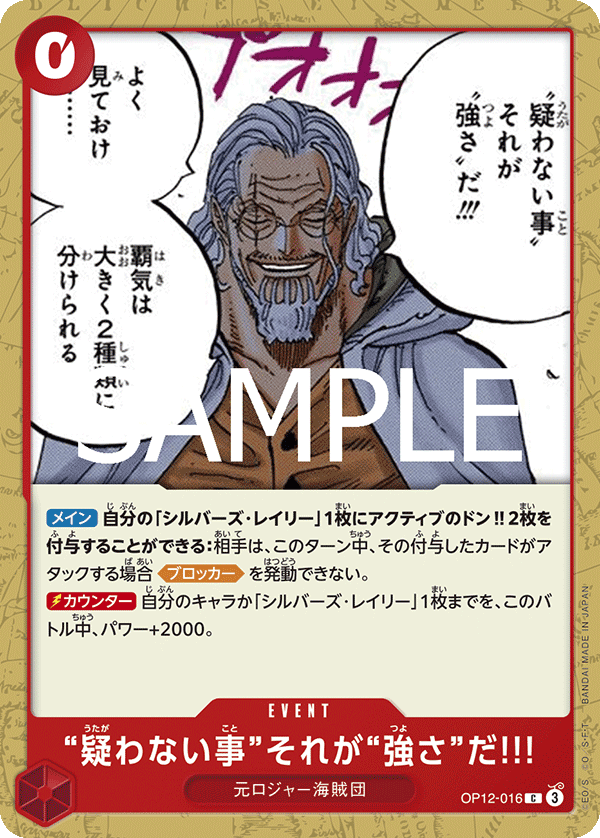 0
プオオオ
"疑わない事"
それが
"強さ"だ!!!
よく
見ておけ
……
覇気は
大きく2種類に
分けられる
SAMPLE
メイン 自分の「シルバーズ・レイリー」1枚にアクティブのドン!!2枚を
付与することができる:相手は、このターン中、その付与したカードがア
タックする場合 ブロッカー を発動できない。
カウンター 自分のキャラか「シルバーズ・レイリー」1枚までを、このバ
トル中、パワー+2000。
EVENT
“疑わない事”それが“強さ”だ!!!
元ロジャー海賊団
OP12-016 C 3
BANDAI MADE IN JAPAN